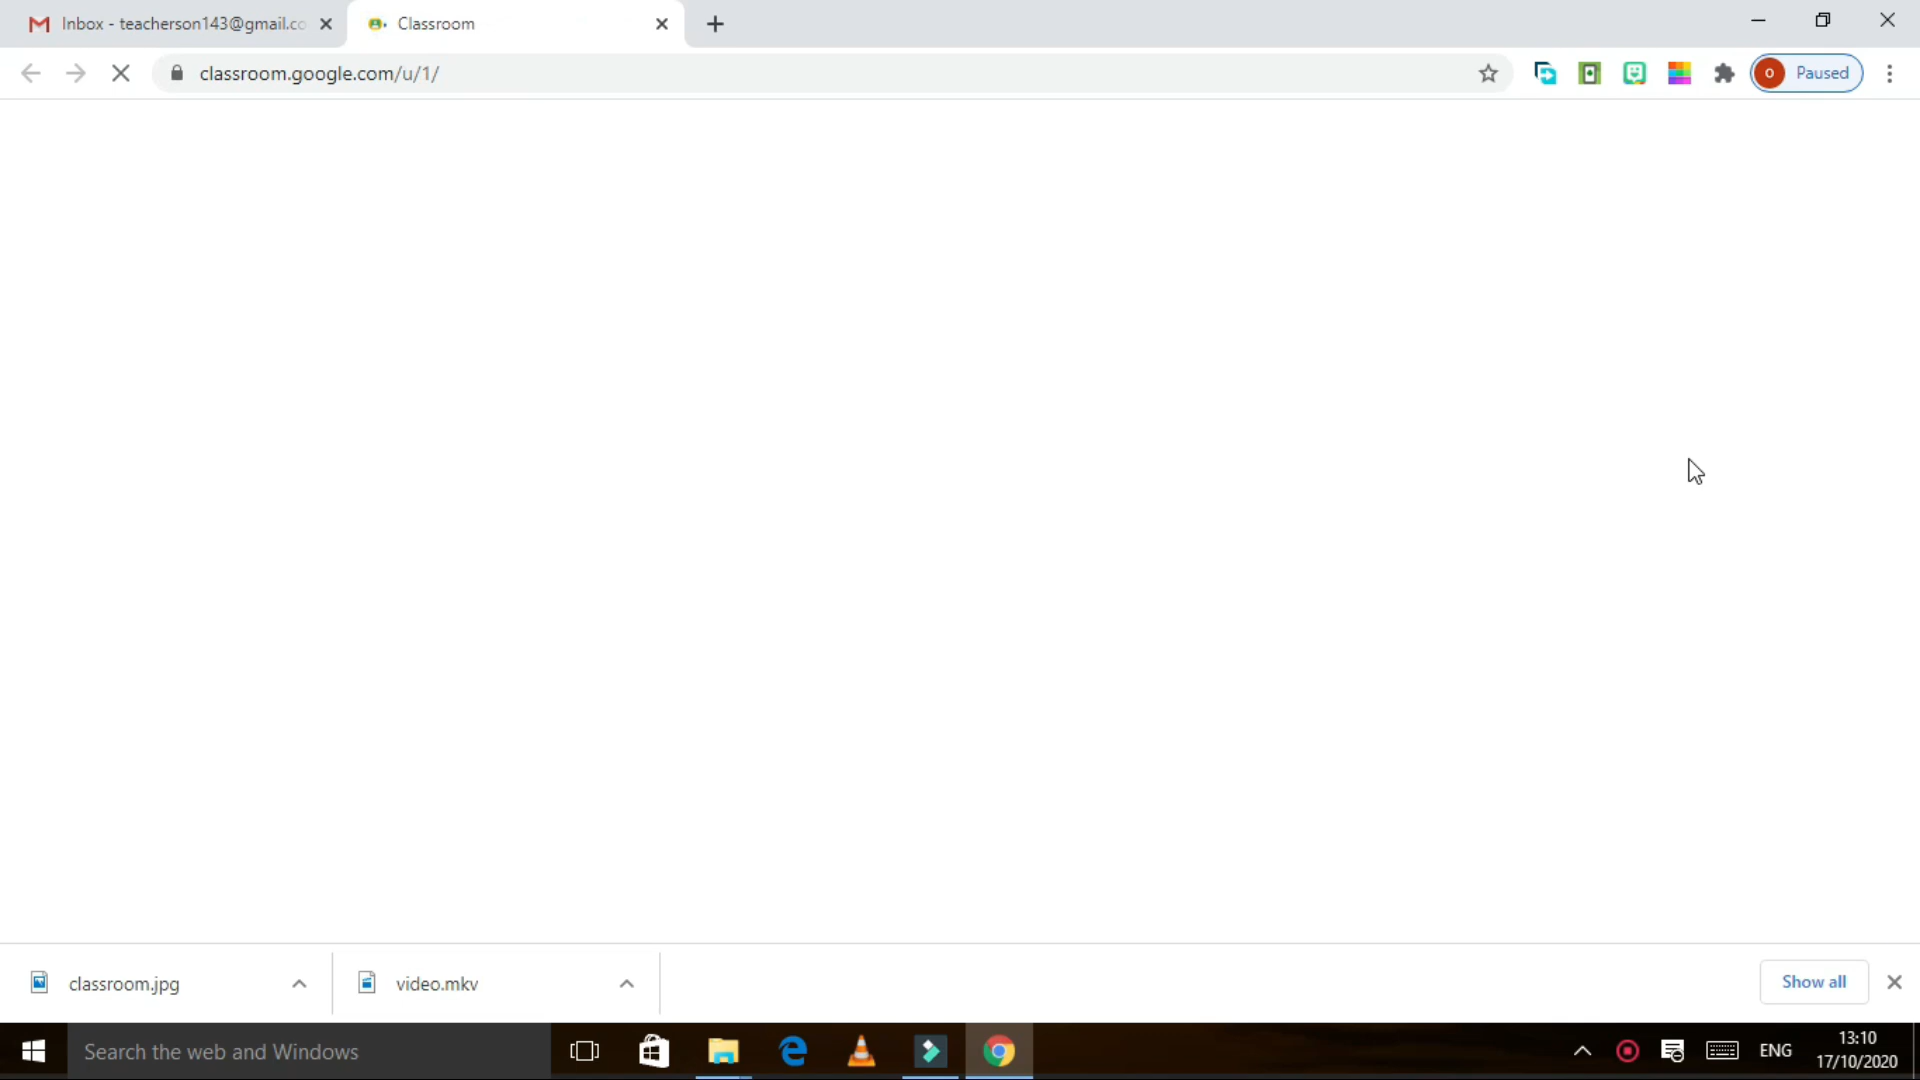 Inbox - teacherson143@gmail.co
Classroom
classroom.google.com/u/1/
O
Paused
classroom.jpg
video.mkv
Show all
Search the web and Windows
ENG
13:10
17/10/2020